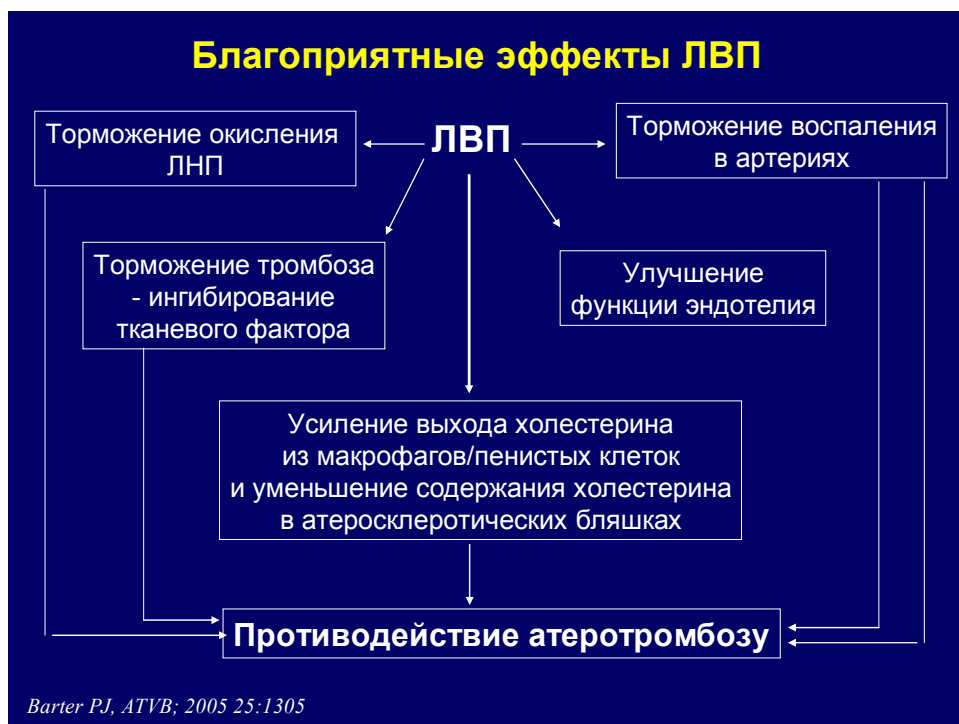 Благоприятные эффекты ЛВП
Торможение окисления
ЛНП
ЛВП
Торможение воспаления
в артериях
Торможение тромбоза
- ингибирование
тканевого фактора
Улучшение
функции эндотелия
Усиление выхода холестерина
из макрофагов/пенистых клеток
и уменьшение содержания холестерина
в атеросклеротических бляшках
Противодействие атеротромбозу
Barter PJ, ATVB; 2005 25:1305